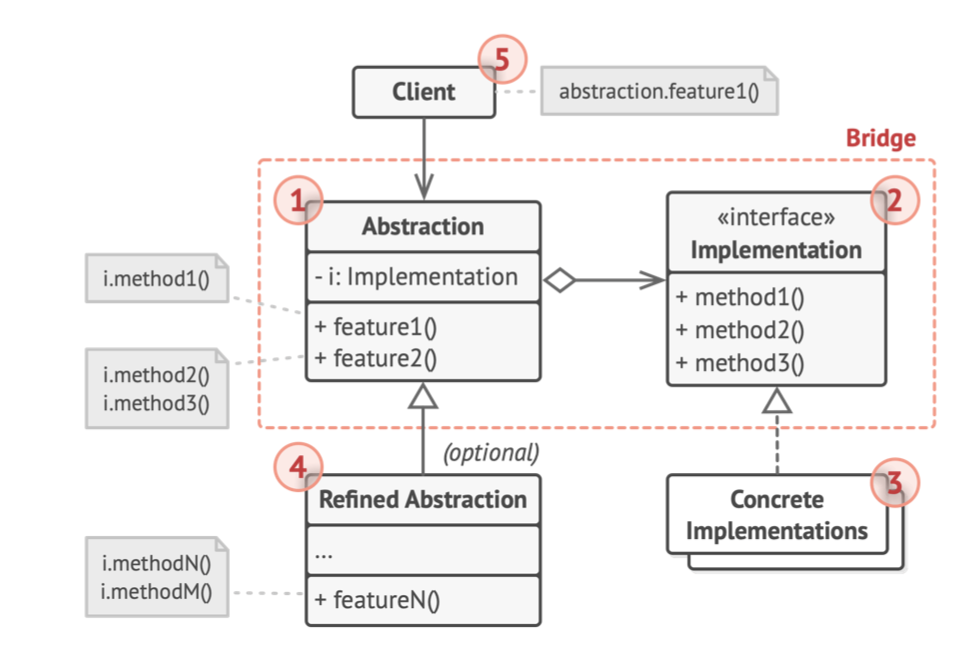 5
Client
abstraction.feature1()
Bridge
1
Abstraction
- i: Implementation
+ feature1()
+ feature2()
2
«interface»
Implementation
+ method1()
+ method2()
+ method3()
i.method1()
i.method2()
i.method3()
(optional)
4
Refined Abstraction
...
+ featureN()
3
Concrete
Implementations
i.methodN()
i.methodM()